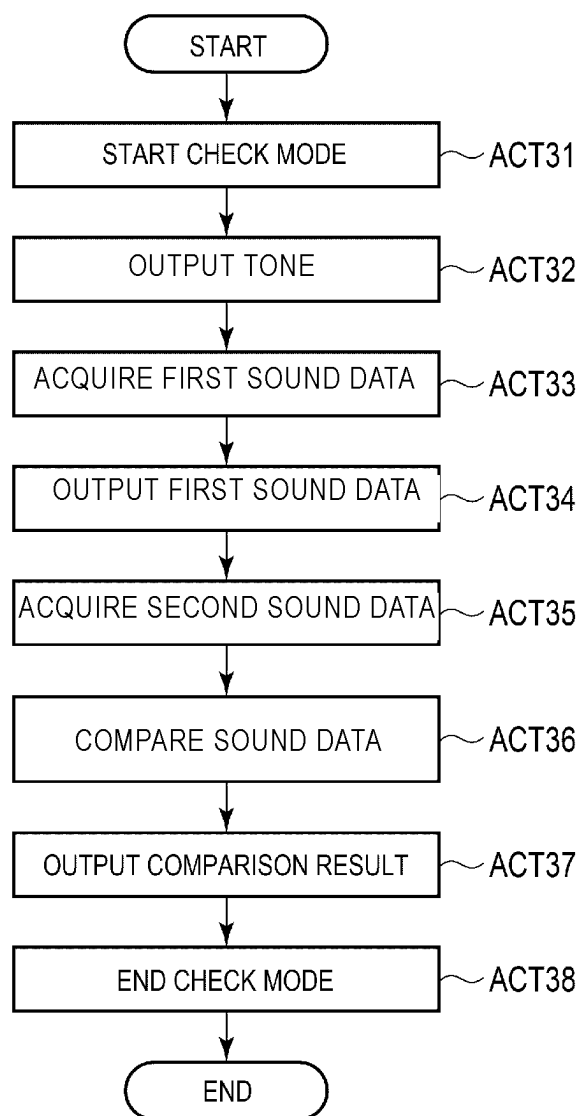 START
START CHECK MODE ACT31
OUTPUT TONE ACT32
ACQUIRE FIRST SOUND DATA ACT33
OUTPUT FIRST SOUND DATA ACT34
ACQUIRE SECOND SOUND DATA ACT35
COMPARE SOUND DATA ACT36
OUTPUT COMPARISON RESULT ACT37
END CHECK MODE ACT38
END